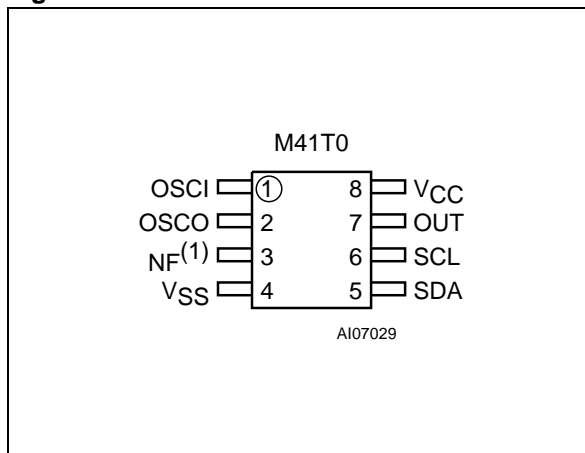 M41T0
OSCI 1 8 VCC
OSCO 2 7 OUT
NF(1) 3 6 SCL
VSS 4 5 SDA
AI07029